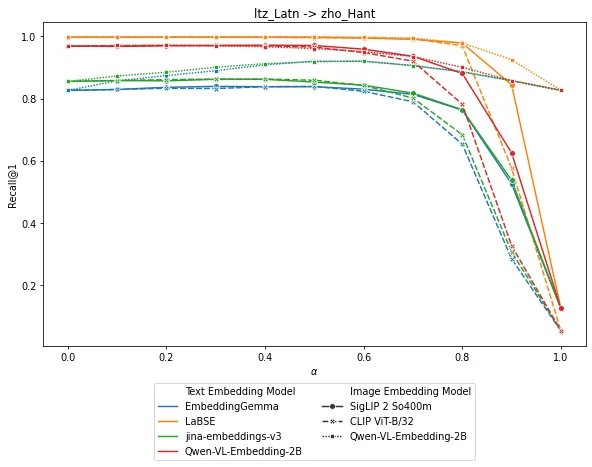 ltz_Latn -> zho_Hant
Recall@1
1.0
0.8
0.6
0.4
0.2
0.0
0.2
0.4
0.6
0.8
1.0
α
Text Embedding Model
EmbeddingGemma
LaBSE
jina-embeddings-v3
Qwen-VL-Embedding-2B
Image Embedding Model
SigLIP 2 So400m
CLIP ViT-B/32
Qwen-VL-Embedding-2B